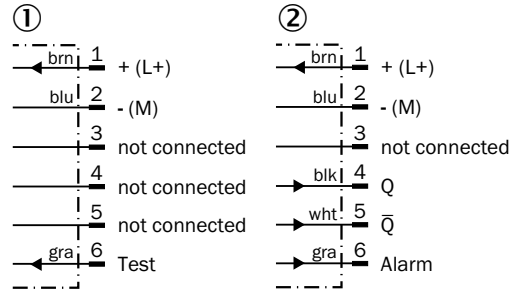 ①
brn 1 + (L+)
blu 2 - (M)
3 not connected
4 not connected
5 not connected
gra 6 Test
②
brn 1 + (L+)
blu 2 - (M)
3 not connected
blk 4 Q
wht 5 Q̅
gra 6 Alarm